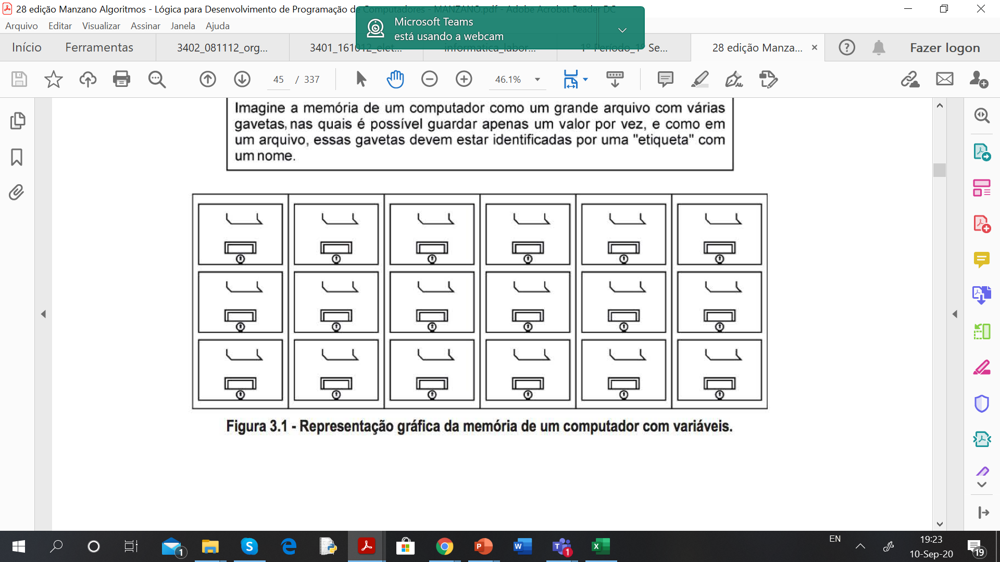 28 edição Manzano Algoritmos - Lógica para Desenvolvimento de Programação de Computadores - MANZANO.pdf - Adobe Acrobat Reader DC
Microsoft Teams
está usando a webcam
Arquivo Editar Visualizar Assinar Janela Ajuda
Início Ferramentas 3402_081112_org... 3401_161012_elet... informatica_labor... 1º Período_1º Se... 28 edição Manza... Fazer logon
45 / 337 46.1%
Imagine a memória de um computador como um grande arquivo com várias
gavetas, nas quais é possível guardar apenas um valor por vez, e como em
um arquivo, essas gavetas devem estar identificadas por uma "etiqueta" com
um nome.
Figura 3.1 - Representação gráfica da memória de um computador com variáveis.
1
1
EN
19:23
10-Sep-20
19